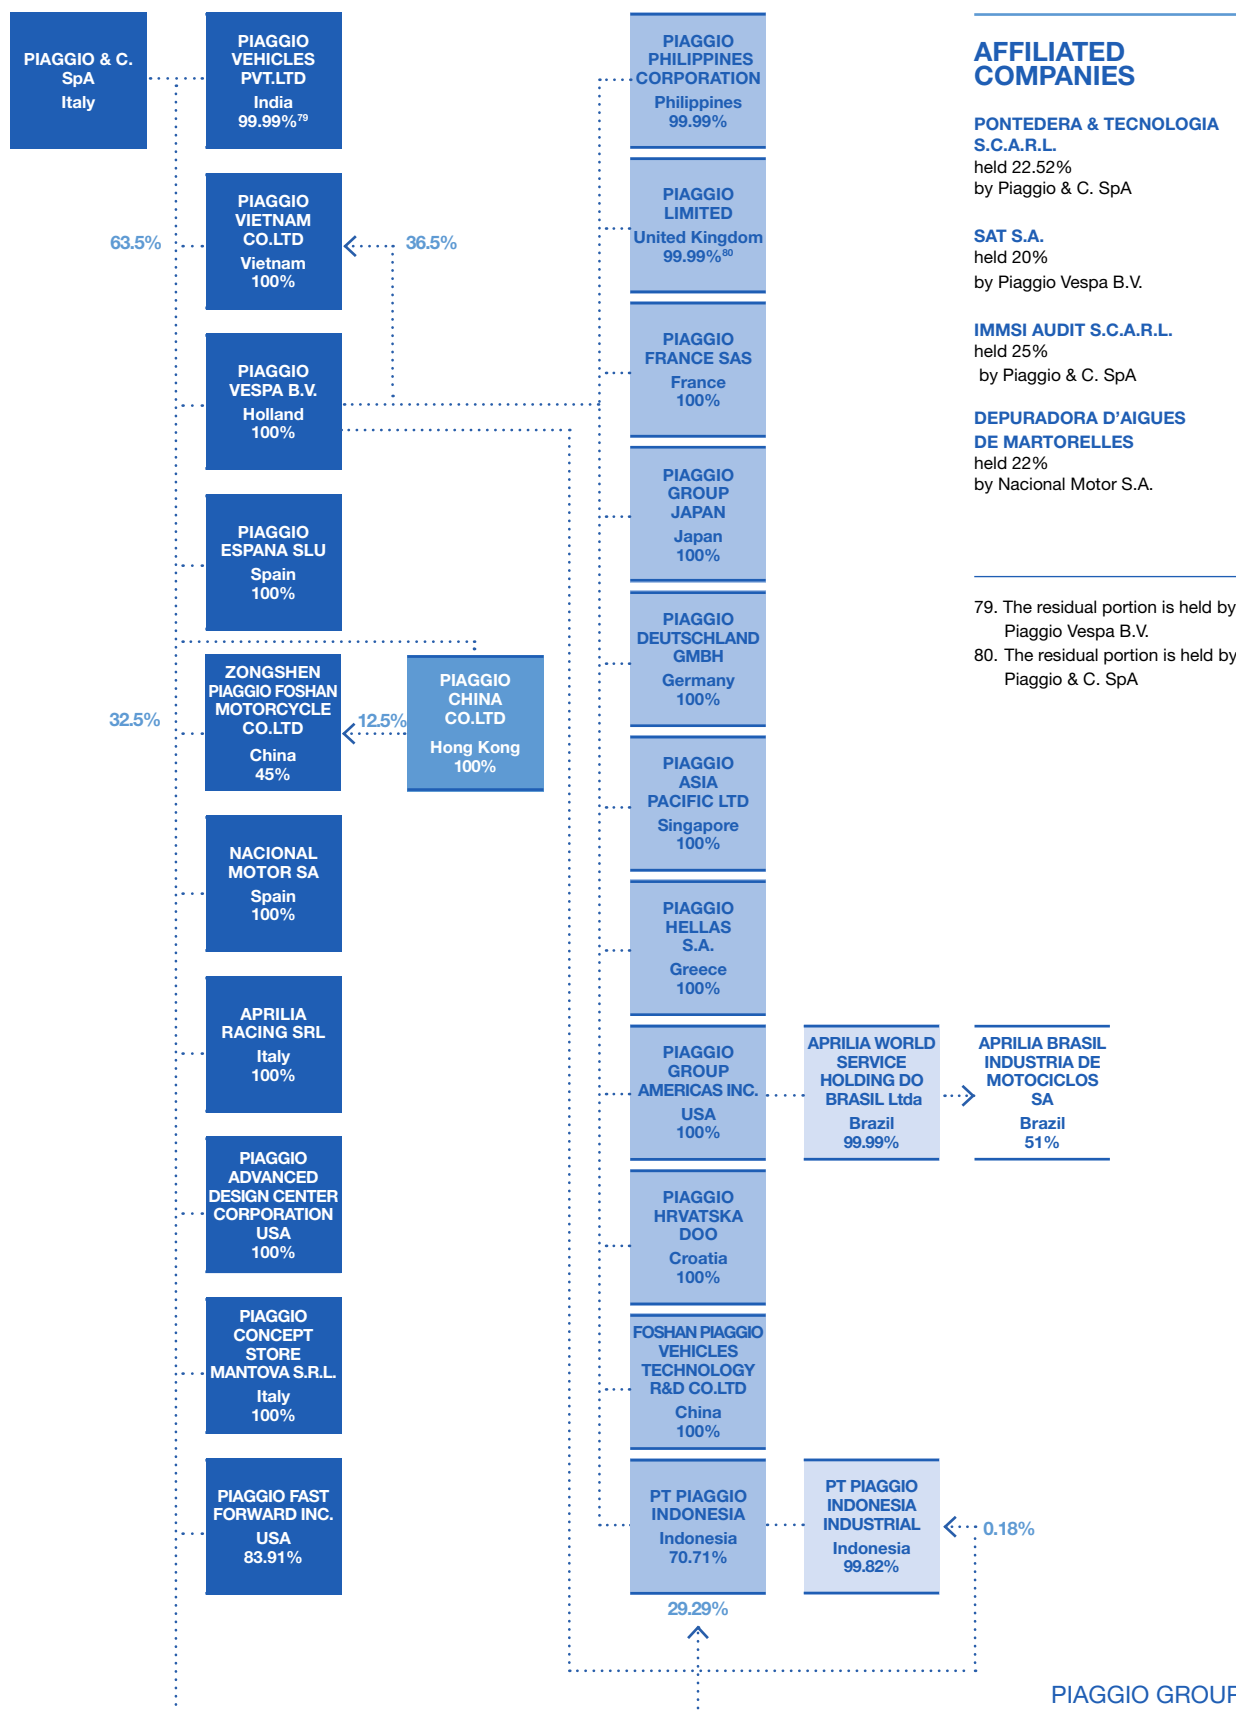 PIAGGIO & C.
SpA
Italy
PIAGGIO
VEHICLES
PVT.LTD
India
99.99%79
63.5%
PIAGGIO
VIETNAM
CO.LTD
Vietnam
100%
36.5%
PIAGGIO
VESPA B.V.
Holland
100%
PIAGGIO
ESPANA SLU
Spain
100%
32.5%
ZONGSHEN
PIAGGIO FOSHAN
MOTORCYCLE
CO.LTD
China
45%
12.5%
PIAGGIO
CHINA
CO.LTD
Hong Kong
100%
NACIONAL
MOTOR SA
Spain
100%
APRILIA
RACING SRL
Italy
100%
PIAGGIO
ADVANCED
DESIGN CENTER
CORPORATION
USA
100%
PIAGGIO
CONCEPT
STORE
MANTOVA S.R.L.
Italy
100%
PIAGGIO FAST
FORWARD INC.
USA
83.91%
PIAGGIO
PHILIPPINES
CORPORATION
Philippines
99.99%
PIAGGIO
LIMITED
United Kingdom
99.99%80
PIAGGIO
FRANCE SAS
France
100%
PIAGGIO
GROUP
JAPAN
Japan
100%
PIAGGIO
DEUTSCHLAND
GMBH
Germany
100%
PIAGGIO
ASIA
PACIFIC LTD
Singapore
100%
PIAGGIO
HELLAS
S.A.
Greece
100%
PIAGGIO
GROUP
AMERICAS INC.
USA
100%
APRILIA WORLD
SERVICE
HOLDING DO
BRASIL Ltda
Brazil
99.99%
APRILIA BRASIL
INDUSTRIA DE
MOTOCICLOS
SA
Brazil
51%
PIAGGIO
HRVATSKA
DOO
Croatia
100%
FOSHAN PIAGGIO
VEHICLES
TECHNOLOGY
R&D CO.LTD
China
100%
PT PIAGGIO
INDONESIA
Indonesia
70.71%
29.29%
PT PIAGGIO
INDONESIA
INDUSTRIAL
Indonesia
99.82%
0.18%
AFFILIATED
COMPANIES
PONTEDERA & TECNOLOGIA
S.C.A.R.L.
held 22.52%
by Piaggio & C. SpA
SAT S.A.
held 20%
by Piaggio Vespa B.V.
IMMSI AUDIT S.C.A.R.L.
held 25%
by Piaggio & C. SpA
DEPURADORA D’AIGUES
DE MARTORELLES
held 22%
by Nacional Motor S.A.
79. The residual portion is held by
Piaggio Vespa B.V.
80. The residual portion is held by
Piaggio & C. SpA
PIAGGIO GROUP